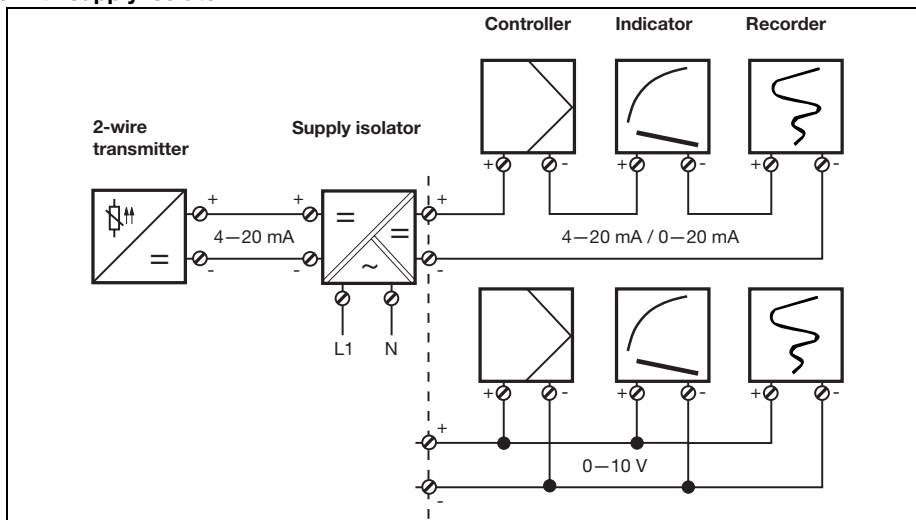 Controller Indicator Recorder
2-wire
transmitter
Supply isolator
+ - + - + -
+ + +
4—20 mA 4—20 mA / 0—20 mA
- - -
L1 N
+ - + - + -
+
0—10 V
-